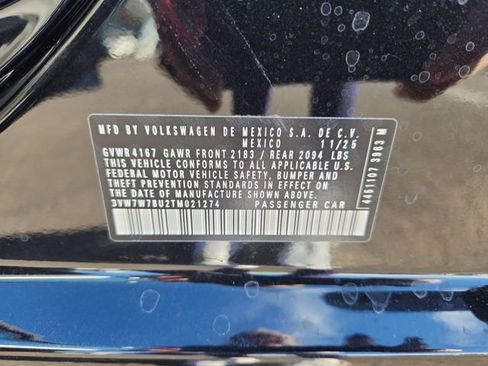 MFD BY VOLKSWAGEN DE MEXICO S.A. DE C.V.
MEXICO 11/25
GVWR 4167 GAWR FRONT 2183 / REAR 2094 LBS
THIS VEHICLE CONFORMS TO ALL APPLICABLE U.S.
FEDERAL MOTOR VEHICLE SAFETY, BUMPER AND
THEFT PREVENTION STANDARDS IN EFFECT ON
THE DATE OF MANUFACTURE SHOWN ABOVE.
3VW7W7BU2TM021274 PASSENGER CAR
4461107 3903 M